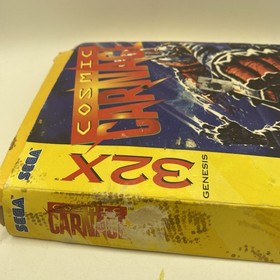 COSMIC
CARNAGE
SEGA
32X
GENESIS
SEGA
CARNAGE